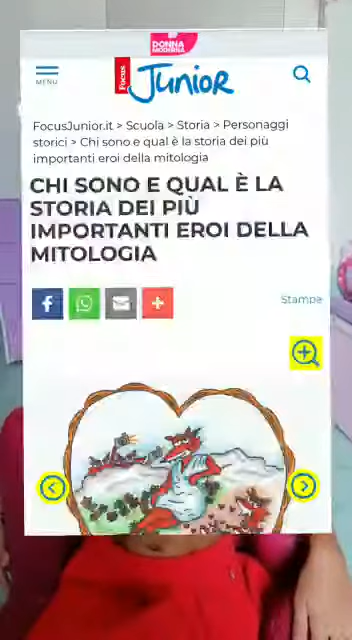 DONNA
MODERNA
MENU
Focus
JUNIOR
FocusJunior.it > Scuola > Storia > Personaggi
storici > Chi sono e qual è la storia dei più
importanti eroi della mitologia
CHI SONO E QUAL È LA
STORIA DEI PIÙ
IMPORTANTI EROI DELLA
MITOLOGIA
Stampa